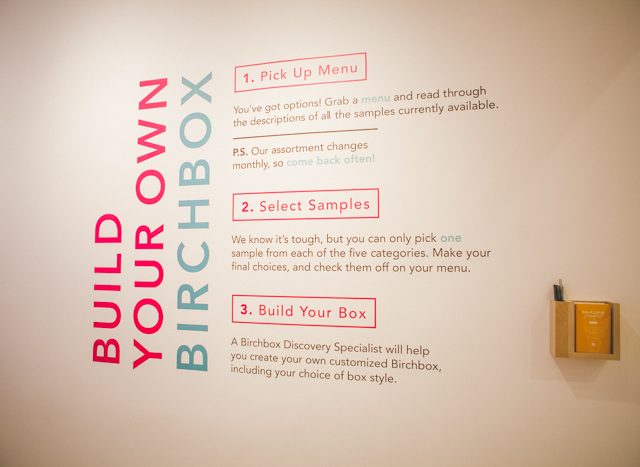 BUILD
YOUR OWN
BIRCHBOX
1. Pick Up Menu
You've got options! Grab a menu and read through
the descriptions of all the samples currently available.
P.S. Our assortment changes
monthly, so come back often!
2. Select Samples
We know it's tough, but you can only pick one
sample from each of the five categories. Make your
final choices, and check them off on your menu.
3. Build Your Box
A Birchbox Discovery Specialist will help
you create your own customized Birchbox,
including your choice of box style.